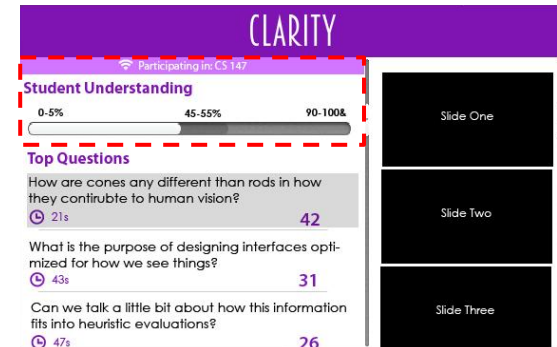 CLARITY
Participating in: CS 147
Student Understanding
0-5% 45-55% 90-100&
Top Questions
How are cones any different than rods in how
they contirubte to human vision?
21s 42
What is the purpose of designing interfaces opti-
mized for how we see things?
43s 31
Can we talk a little bit about how this information
fits into heuristic evaluations?
47s 26
Slide One
Slide Two
Slide Three